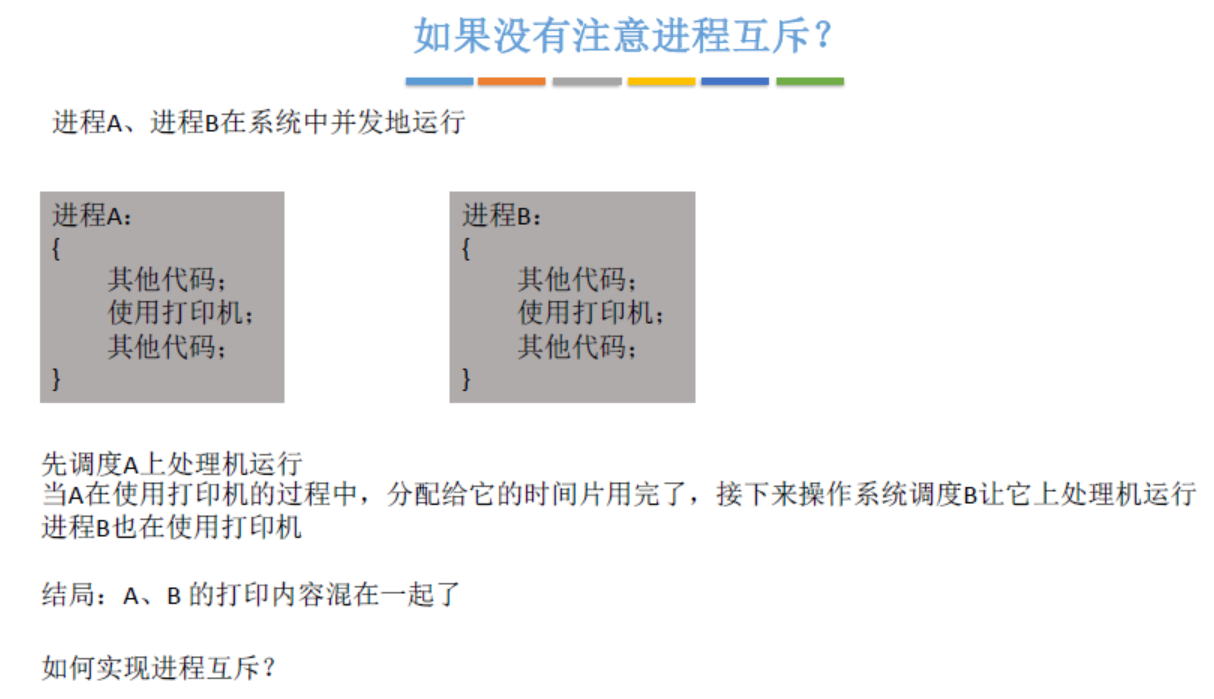 如果没有注意进程互斥？
进程A、进程B在系统中并发地运行
进程A：
{
其他代码；
使用打印机；
其他代码；
}
进程B：
{
其他代码；
使用打印机；
其他代码；
}
先调度A上处理机运行
当A在使用打印机的过程中，分配给它的时间片用完了，接下来操作系统调度B让它上处理机运行
进程B也在使用打印机
结局：A、B 的打印内容混在一起了
如何实现进程互斥？